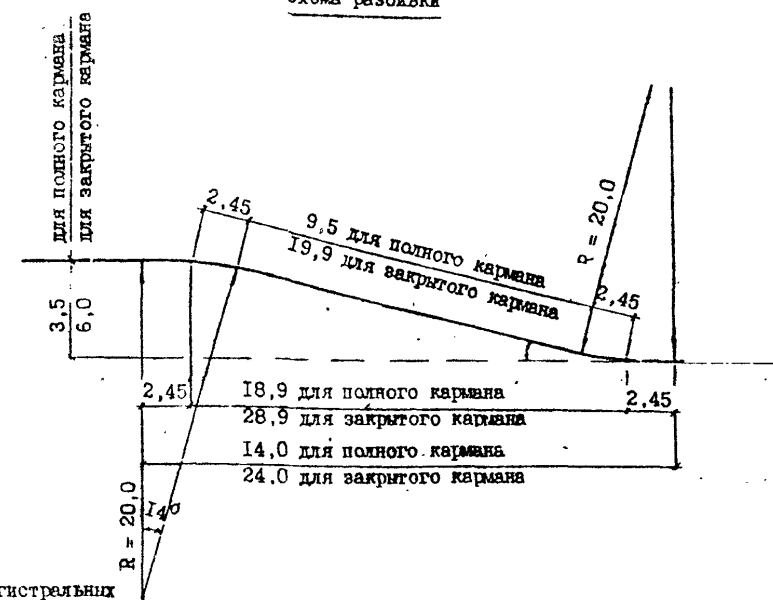 Схема разбивки
для полного кармана
для закрытого кармана
3,5
6,0
2,45
9,5 для полного кармана
19,9 для закрытого кармана
2,45
R = 20,0
2,45
18,9 для полного кармана
28,9 для закрытого кармана
2,45
14,0 для полного кармана
24,0 для закрытого кармана
R = 20,0
14°
гистральных